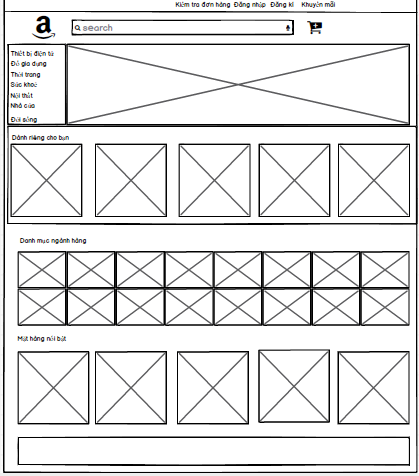 Kiểm tra đơn hàng Đăng nhập Đăng kí Khuyến mãi
a search
Thiết bị điện tử
Đồ gia dụng
Thời trang
Sức khoẻ
Nội thất
Nhà cửa
Đời sống
Dành riêng cho bạn
Danh mục ngành hàng
Mặt hàng nổi bật